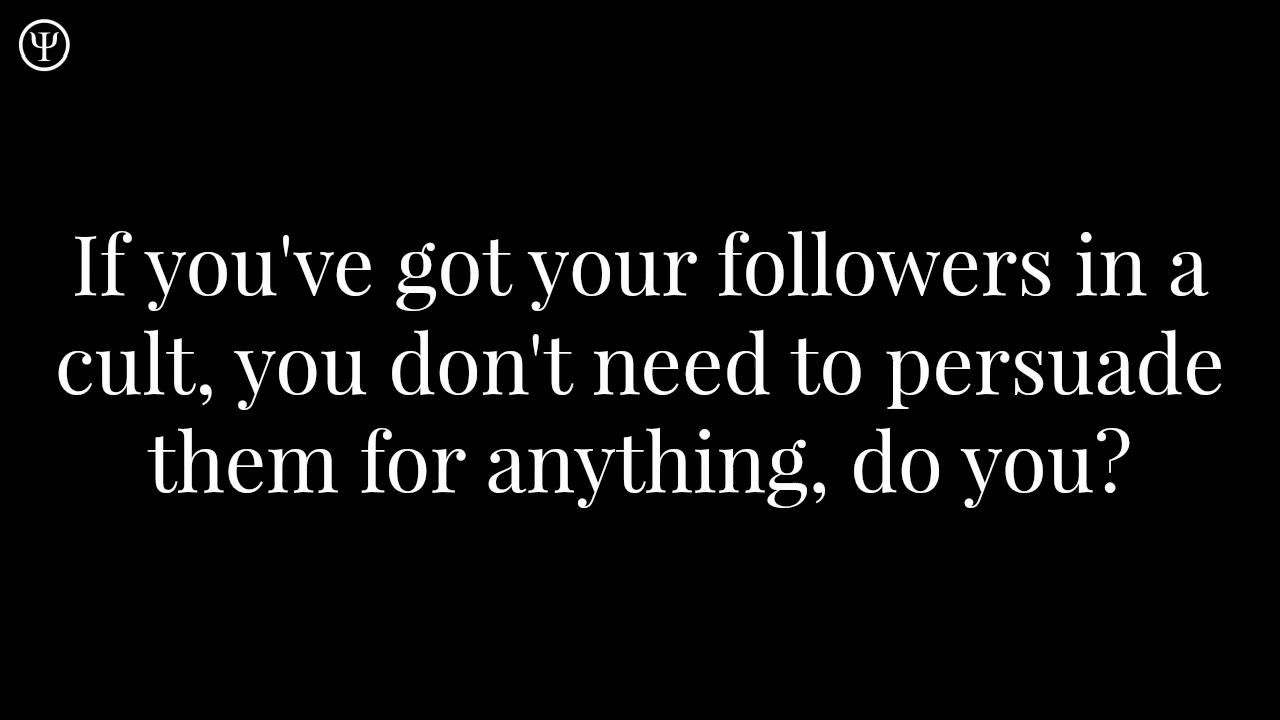 Ψ
If you've got your followers in a
cult, you don't need to persuade
them for anything, do you?